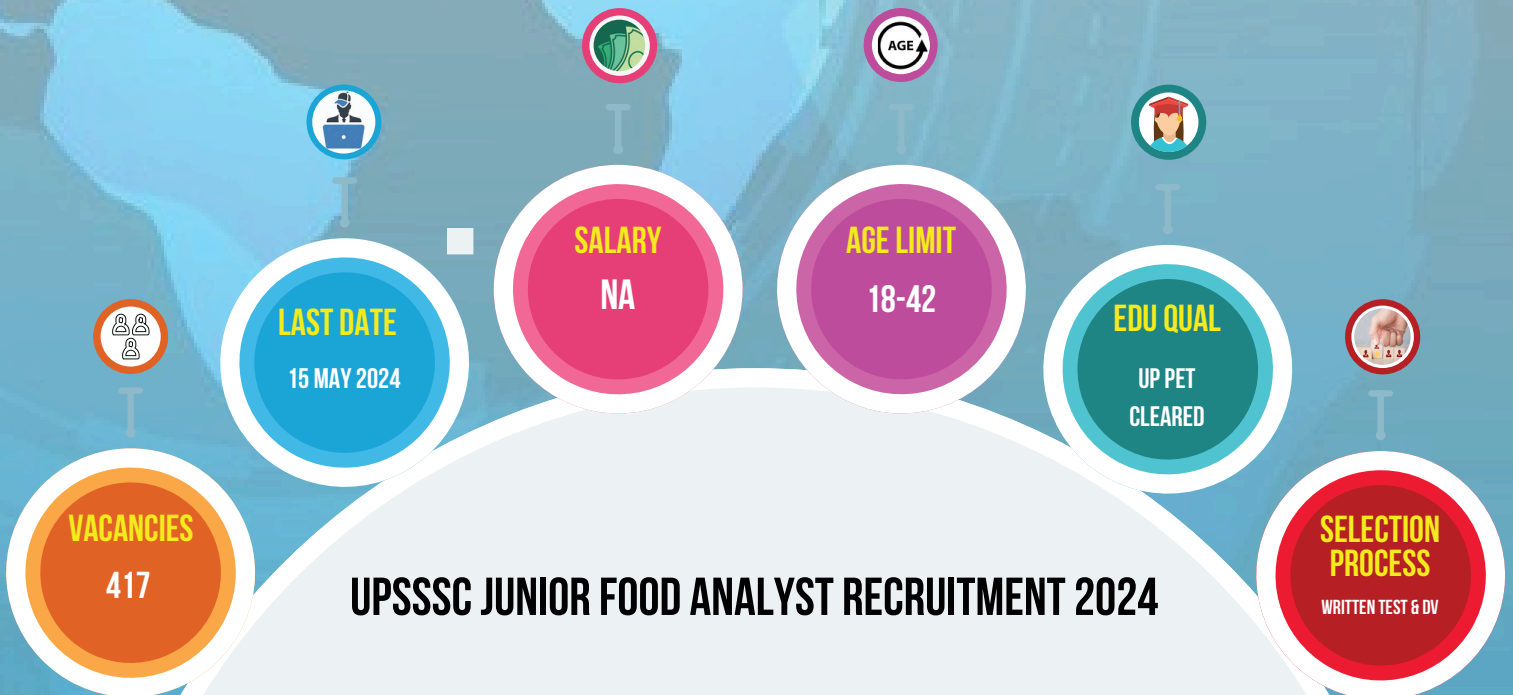 AGE
SALARY
NA
AGE LIMIT
18-42
LAST DATE
15 MAY 2024
EDU QUAL
UP PET
CLEARED
VACANCIES
417
SELECTION
PROCESS
WRITTEN TEST & DV
UPSSSC JUNIOR FOOD ANALYST RECRUITMENT 2024